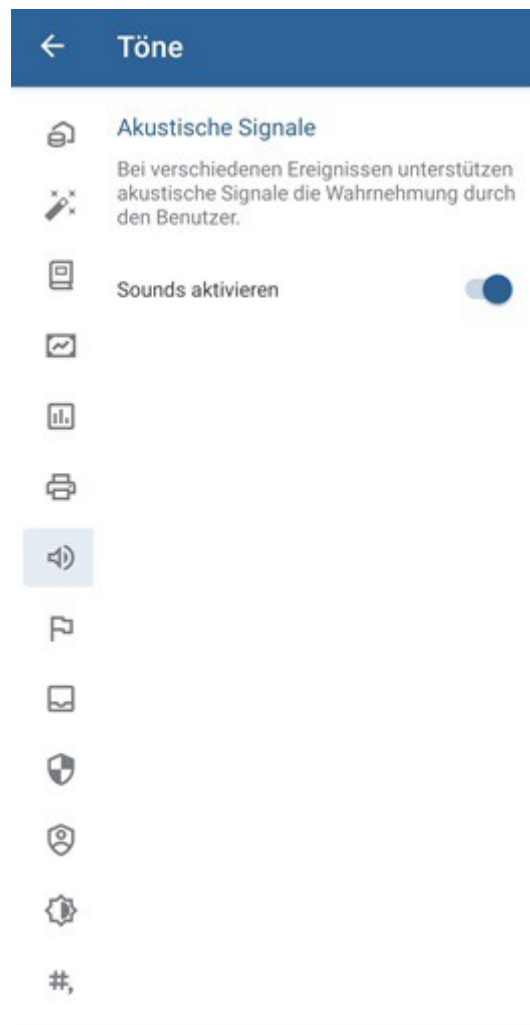 Töne
Akustische Signale
Bei verschiedenen Ereignissen unterstützen
akustische Signale die Wahrnehmung durch
den Benutzer.
Sounds aktivieren
#,